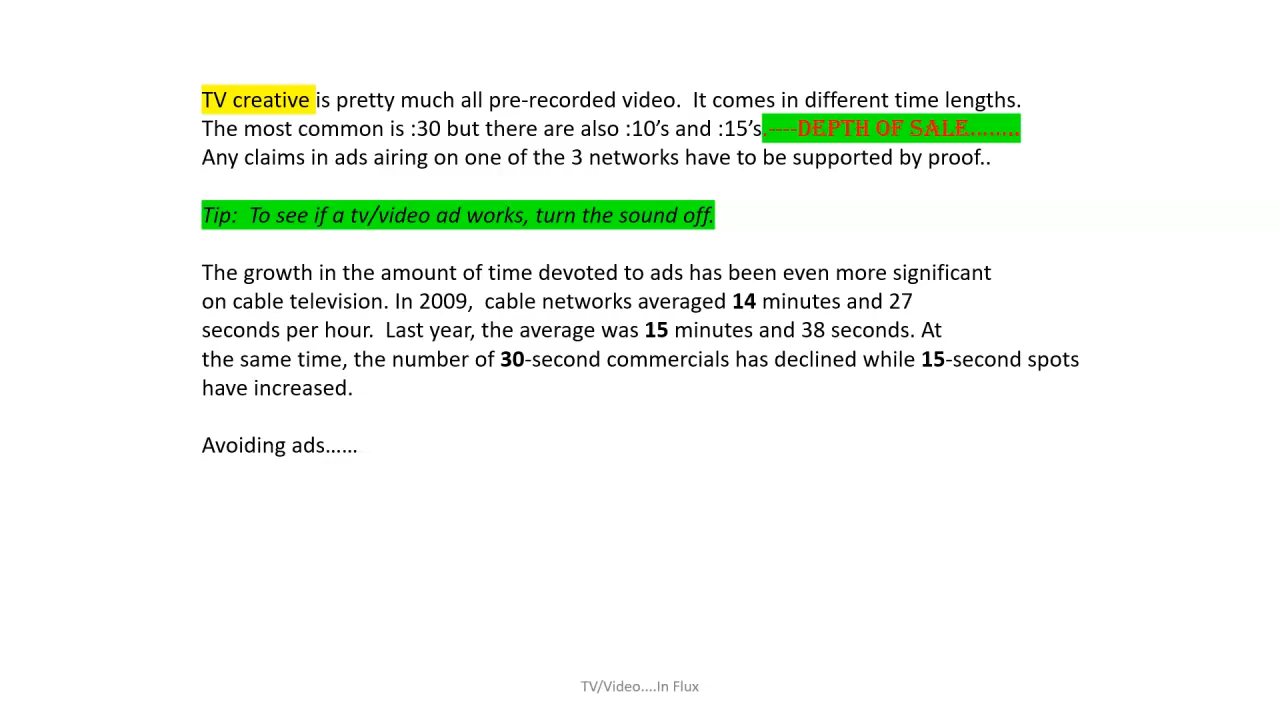 TV creative is pretty much all pre-recorded video.  It comes in different time lengths.
The most common is :30 but there are also :10’s and :15’s.----DEPTH OF SALE........
Any claims in ads airing on one of the 3 networks have to be supported by proof..
Tip:  To see if a tv/video ad works, turn the sound off.
The growth in the amount of time devoted to ads has been even more significant
on cable television. In 2009,  cable networks averaged 14 minutes and 27
seconds per hour.  Last year, the average was 15 minutes and 38 seconds. At
the same time, the number of 30-second commercials has declined while 15-second spots
have increased.
Avoiding ads……
TV/Video....In Flux